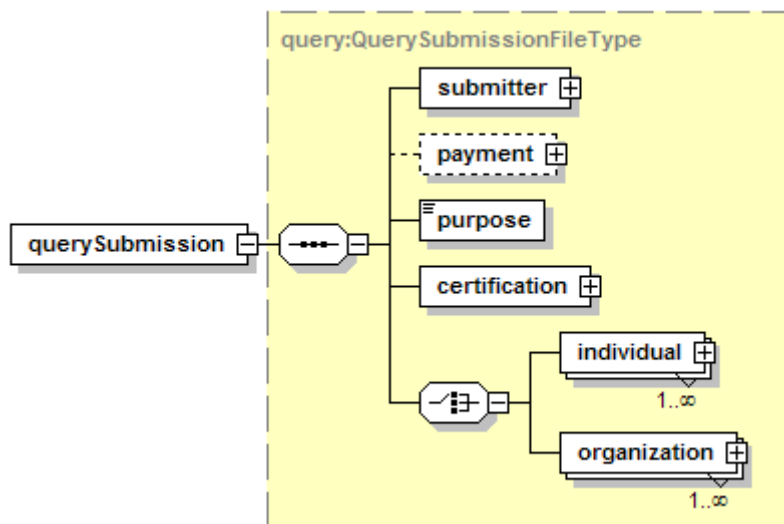 query:QuerySubmissionFileType
submitter
payment
purpose
querySubmission
certification
individual
1..∞
organization
1..∞